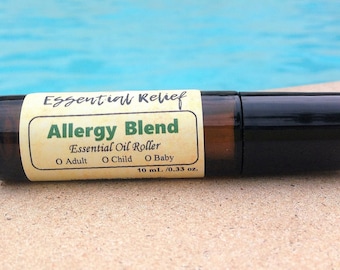 Essential Relief
Allergy Blend
Essential Oil Roller
O Adult O Child O Baby
10 mL /0.33 oz.